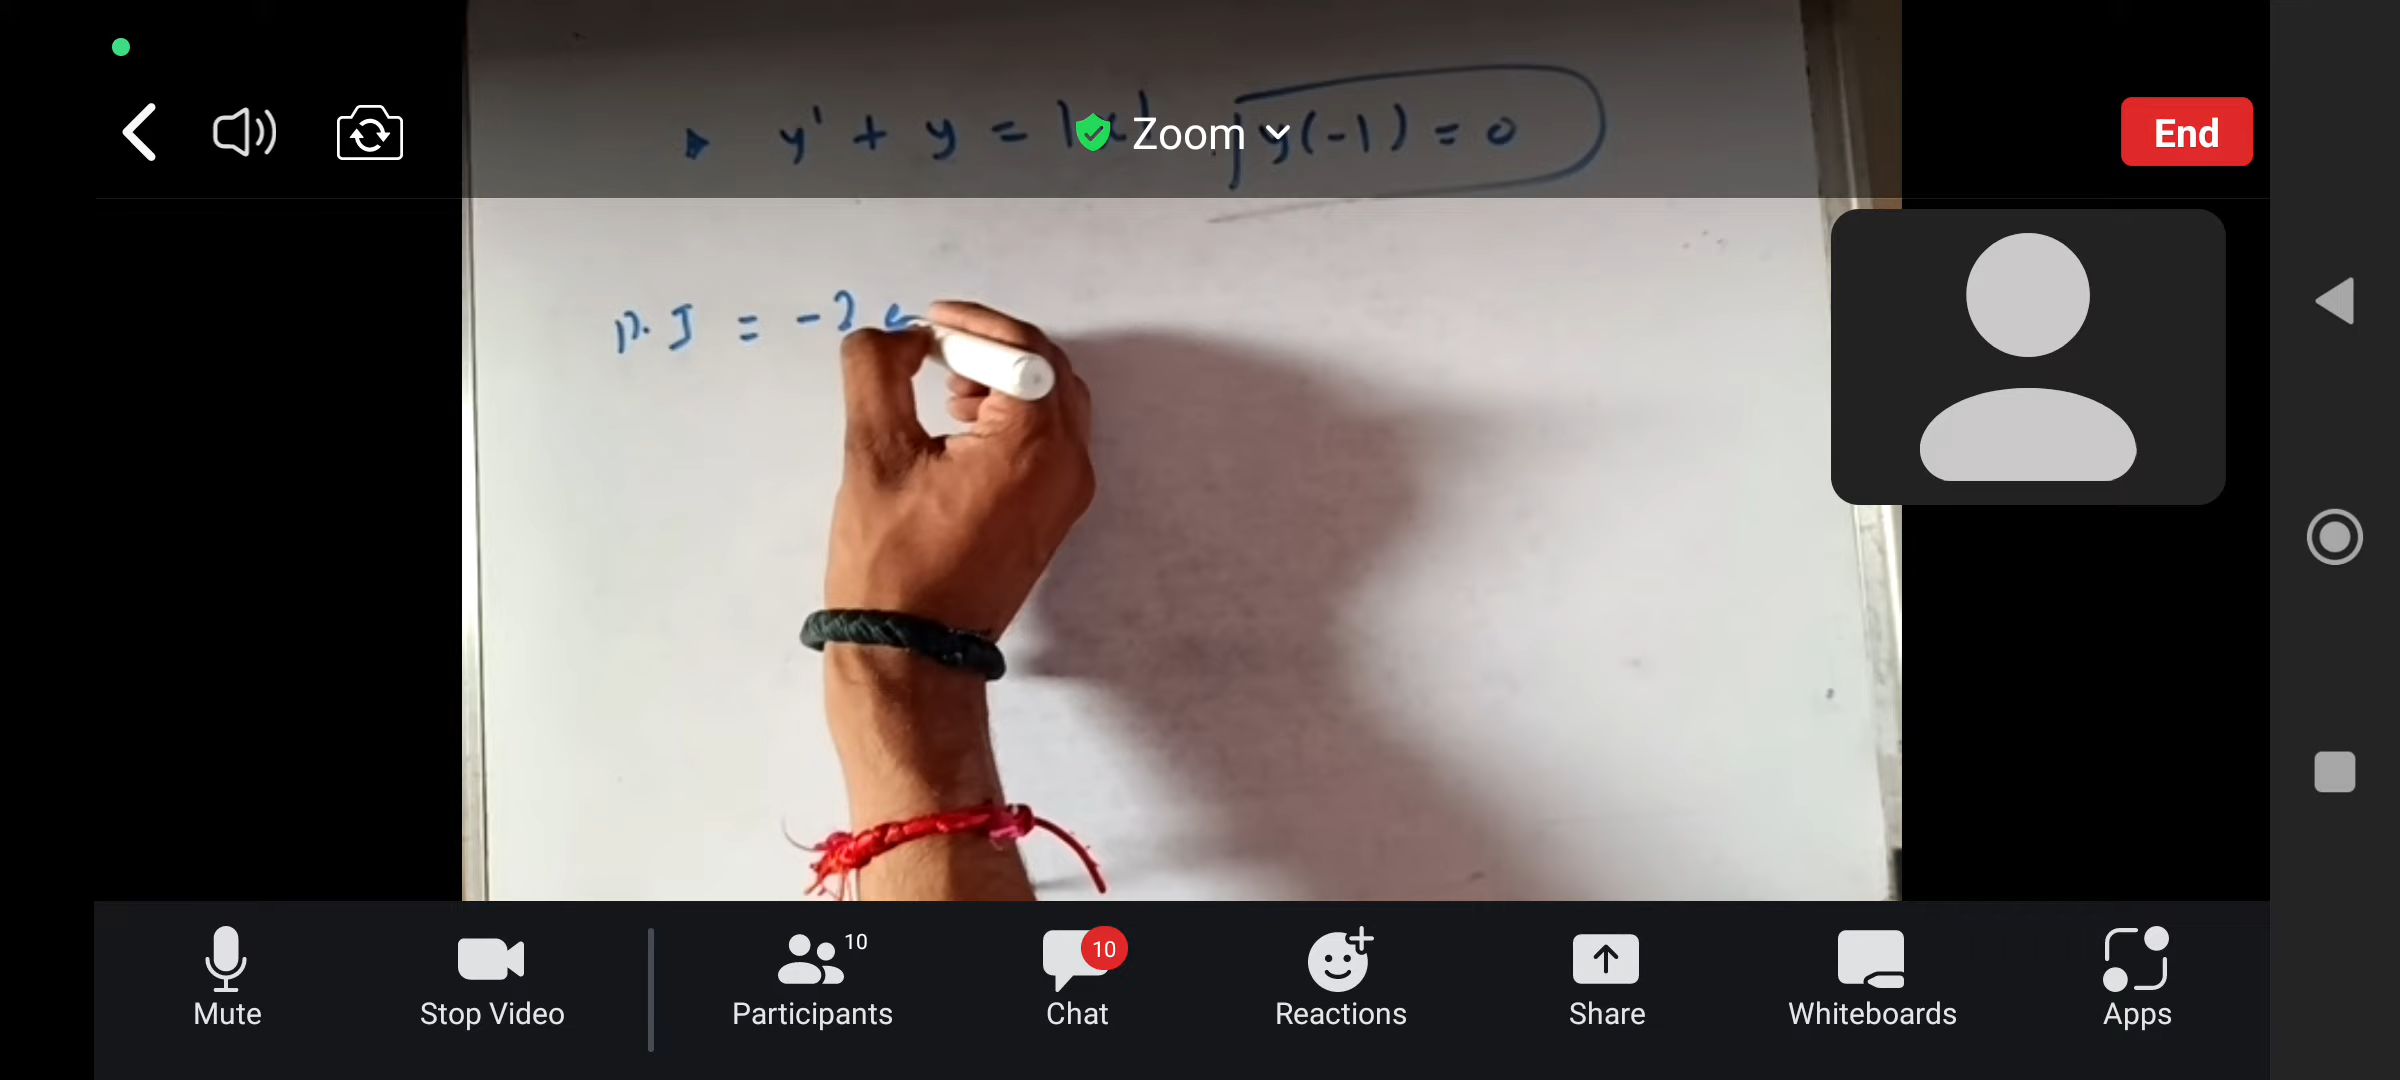 y' + y = |x| , y(-1) = 0
Zoom
End
P. I = -2
10
10
Mute
Stop Video
Participants
Chat
Reactions
Share
Whiteboards
Apps